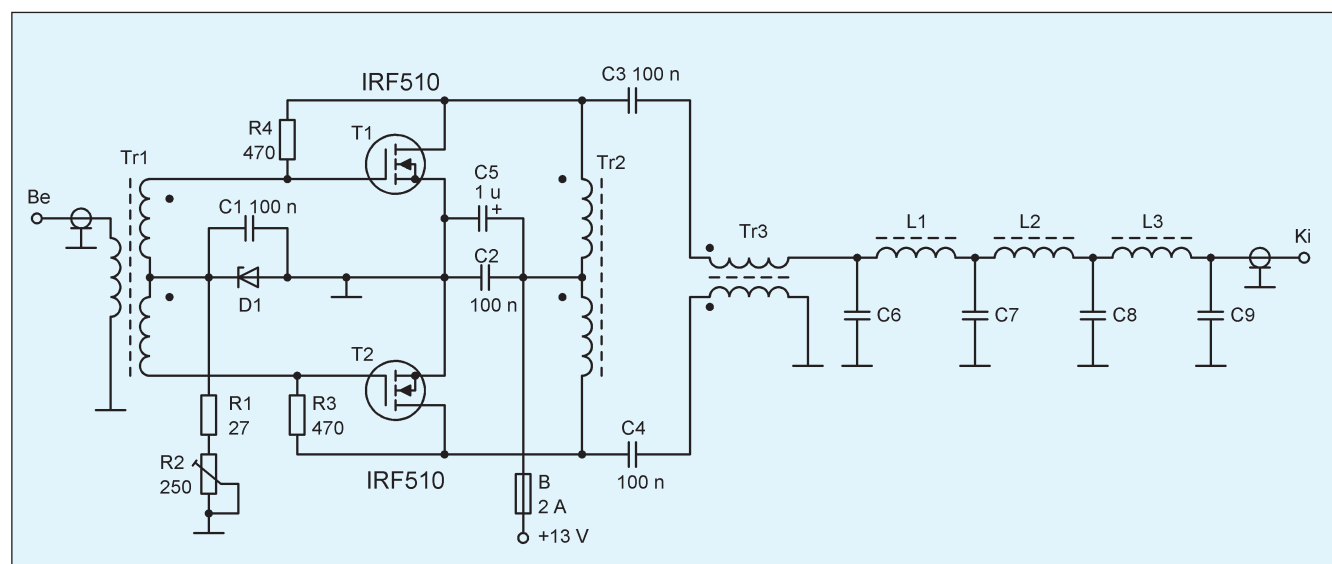 IRF510
C3 100 n
R4
470
T1
Tr1
C5
1 u
+
Tr2
Be
C1 100 n
Tr3
L1
L2
L3
Ki
C2
100 n
D1
C6
C7
C8
C9
T2
R1
27
R3
470
C4
100 n
R2
250
IRF510
B
2 A
+13 V